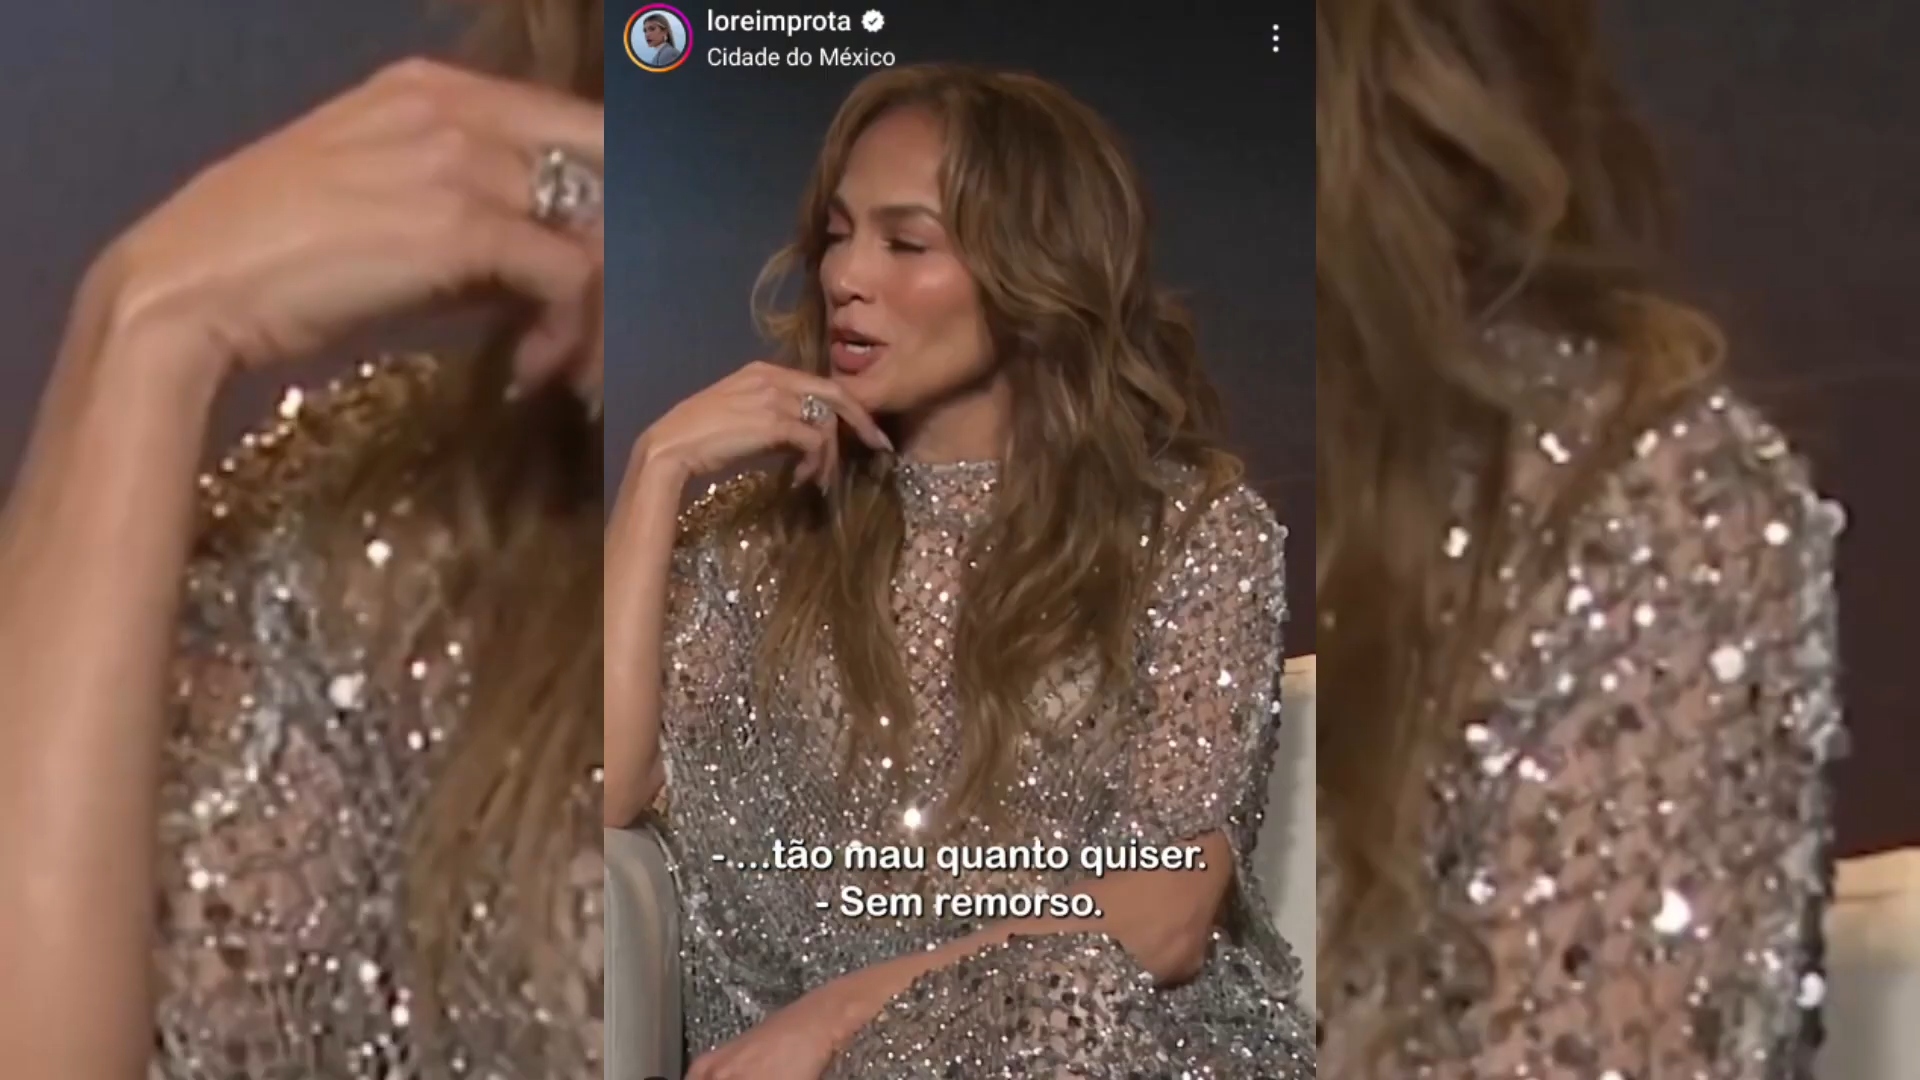 loreimprota
Cidade do México
- ...tão mau quanto quiser.
- Sem remorso.